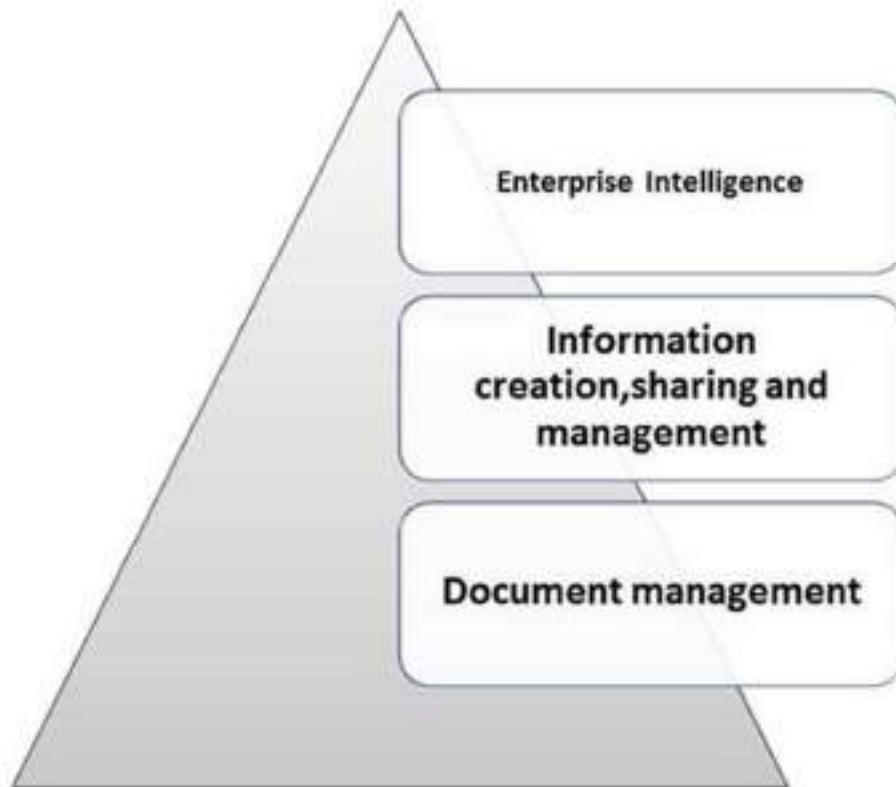 Enterprise Intelligence
Information
creation,sharing and
management
Document management